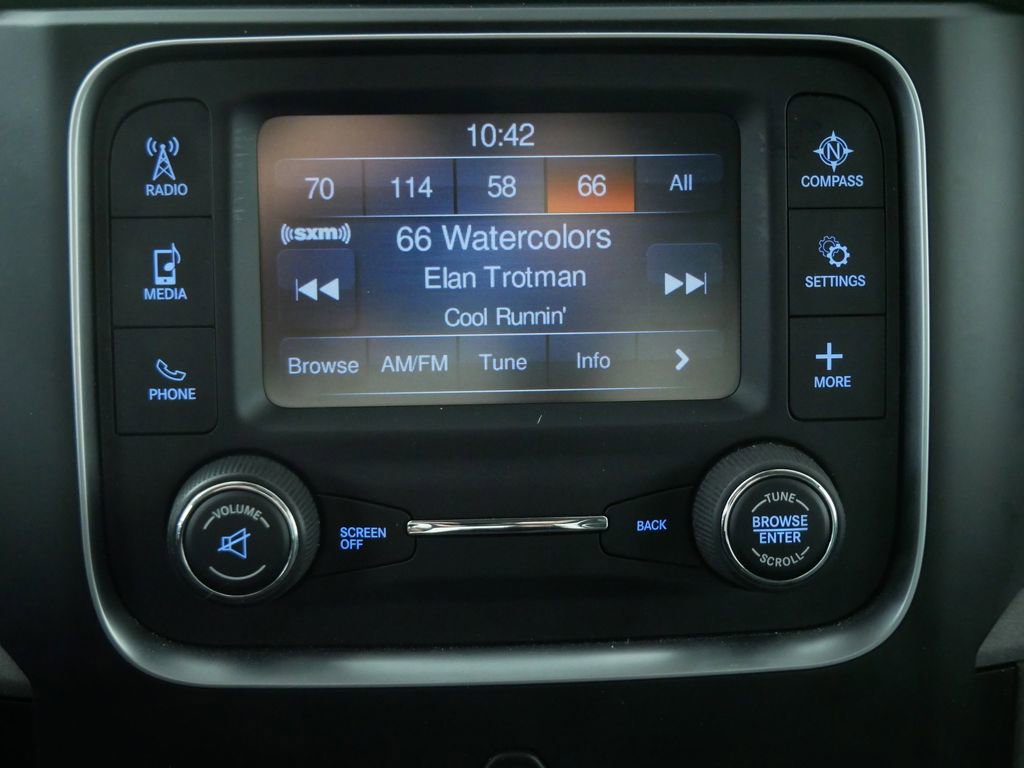 10:42
70 114 58 66 All
((sxm))
66 Watercolors
Elan Trotman
Cool Runnin'
Browse AM/FM Tune Info
RADIO
MEDIA
PHONE
N
COMPASS
SETTINGS
MORE
VOLUME
SCREEN
OFF
BACK
TUNE
BROWSE
ENTER
SCROLL